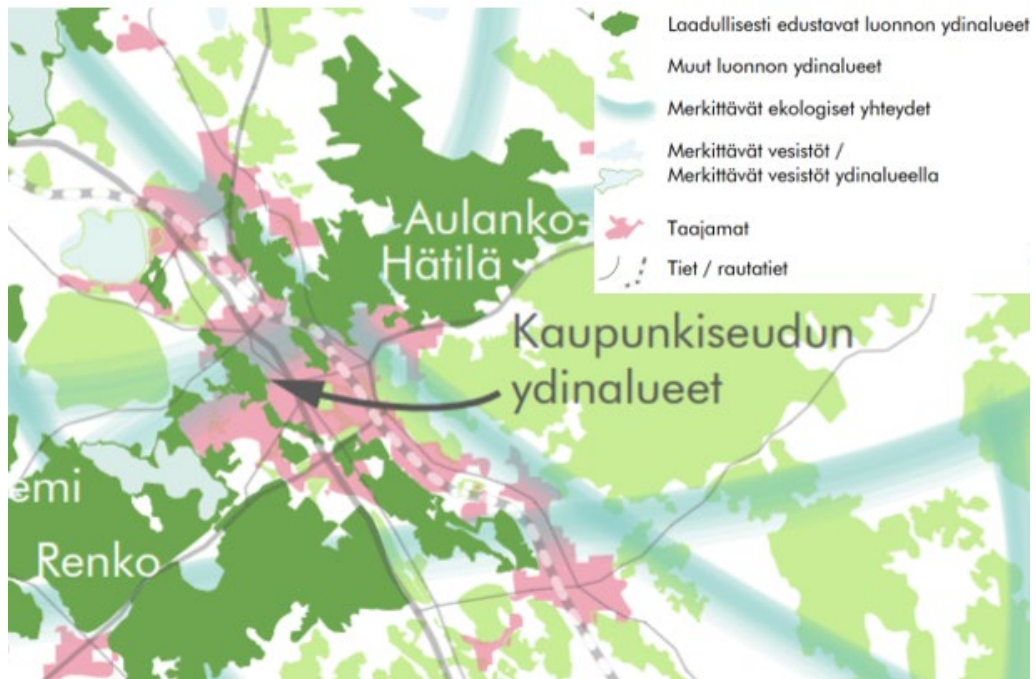 Laadullisesti edustavat luonnon ydinalueet
Muut luonnon ydinalueet
Merkittävät ekologiset yhteydet
Merkittävät vesistöt /
Merkittävät vesistöt ydinalueella
Taajamat
Tiet / rautatiet
Aulanko-
Hätilä
Kaupunkiseudun
ydinalueet
emi
Renko